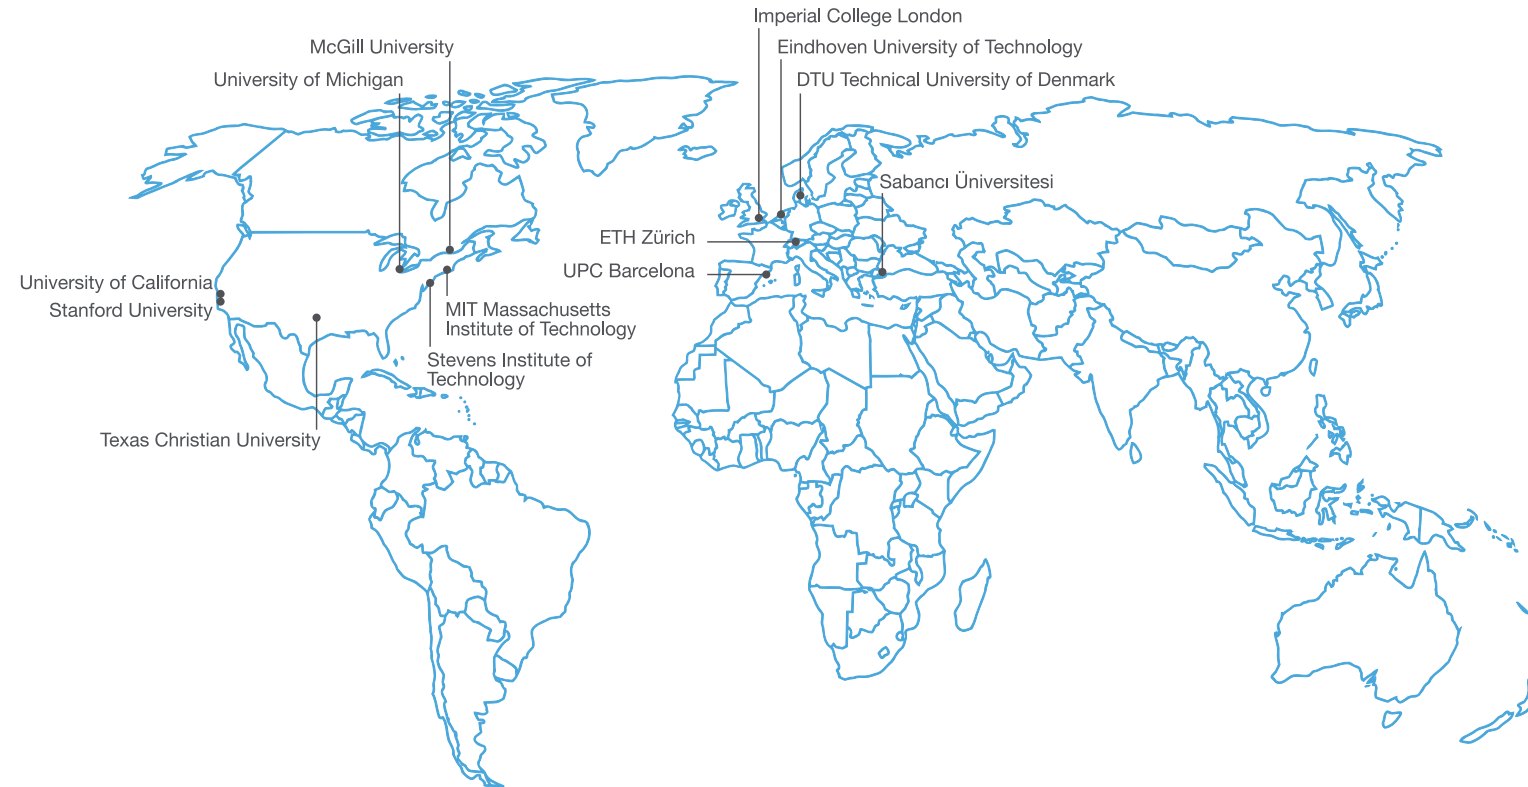 Imperial College London
McGill University
Eindhoven University of Technology
University of Michigan
DTU Technical University of Denmark
Sabancı Üniversitesi
ETH Zürich
UPC Barcelona
University of California
Stanford University
MIT Massachusetts
Institute of Technology
Stevens Institute of
Technology
Texas Christian University